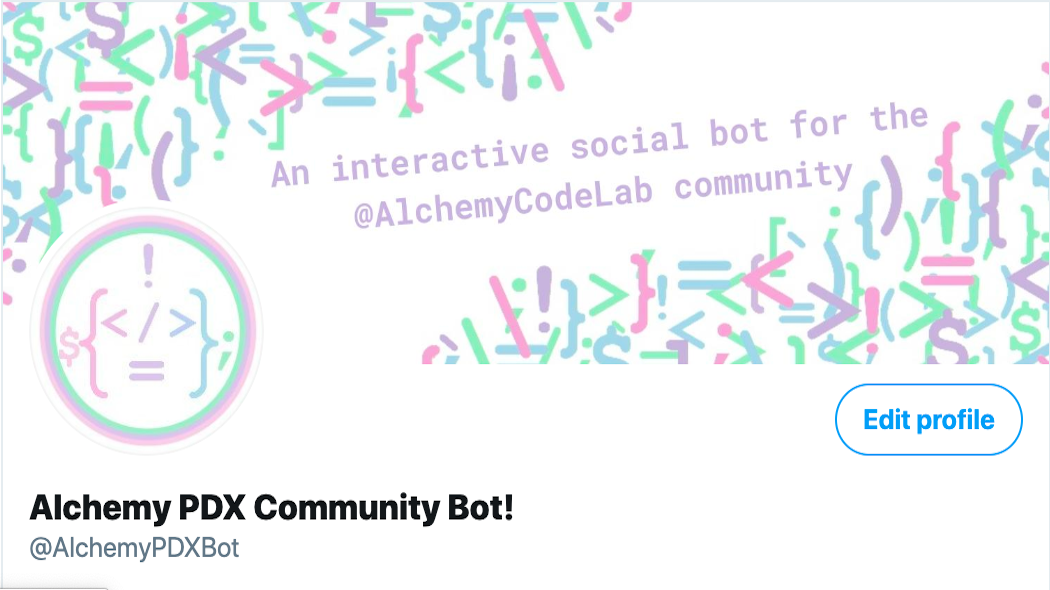 An interactive social bot for the
@AlchemyCodeLab community
!
${</>};
=
Edit profile
Alchemy PDX Community Bot!
@AlchemyPDXBot